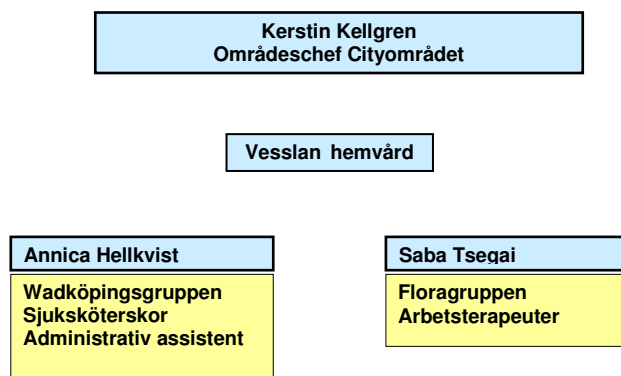 Kerstin Kellgren
Områdeschef Cityområdet
Vesslan hemvård
Annica Hellkvist
Wadköpingsgruppen
Sjuksköterskor
Administrativ assistent
Saba Tsegai
Floragruppen
Arbetsterapeuter